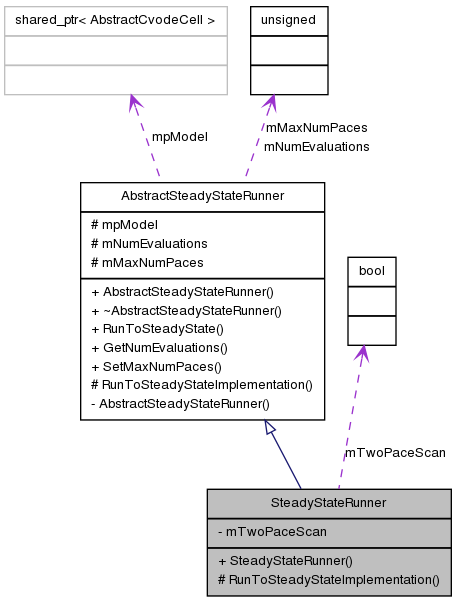 shared_ptr< AbstractCvodeCell >
unsigned
mpModel
mMaxNumPaces
mNumEvaluations
AbstractSteadyStateRunner
# mpModel
# mNumEvaluations
# mMaxNumPaces
+ AbstractSteadyStateRunner()
+ ~AbstractSteadyStateRunner()
+ RunToSteadyState()
+ GetNumEvaluations()
+ SetMaxNumPaces()
# RunToSteadyStateImplementation()
- AbstractSteadyStateRunner()
bool
mTwoPaceScan
SteadyStateRunner
- mTwoPaceScan
+ SteadyStateRunner()
# RunToSteadyStateImplementation()